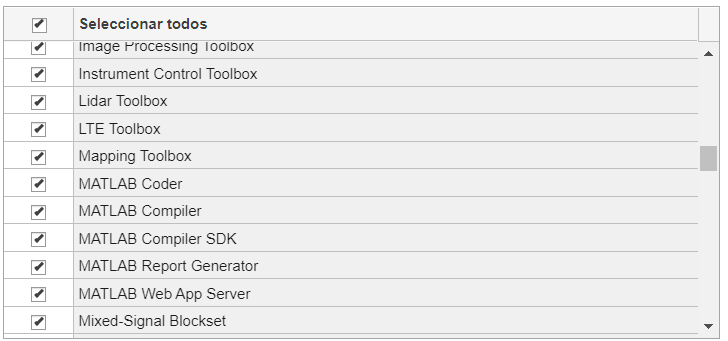 Seleccionar todos
Image Processing Toolbox
Instrument Control Toolbox
Lidar Toolbox
LTE Toolbox
Mapping Toolbox
MATLAB Coder
MATLAB Compiler
MATLAB Compiler SDK
MATLAB Report Generator
MATLAB Web App Server
Mixed-Signal Blockset